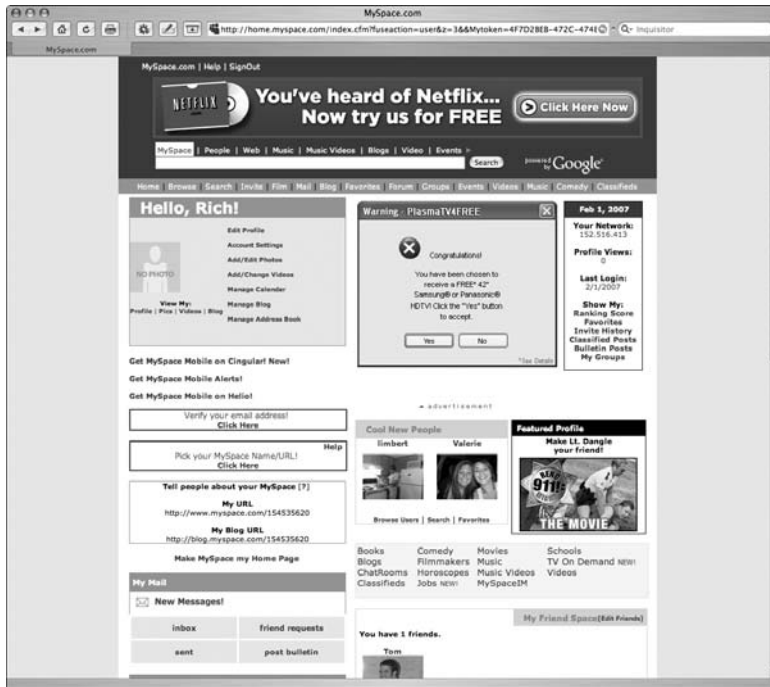 MySpace.com
http://home.myspace.com/index.cfm?fuseaction=user&z=3&&Mytoken=4F7D28EB-472C-474E
Q- Inquisitor
MySpace.com
MySpace.com | Help | SignOut
NETFLIX
You've heard of Netflix...
Now try us for FREE
Click Here Now
MySpace | People | Web | Music | Music Videos | Blogs | Video | Events
Search
powered by Google
Home | Browse | Search | Invite | Film | Mail | Blog | Favorites | Forum | Groups | Events | Videos | Music | Comedy | Classifieds
Hello, Rich!
NO PHOTO
View My:
Profile | Pics | Videos | Blog
Edit Profile
Account Settings
Add/Edit Photos
Add/Change Videos
Manage Calendar
Manage Blog
Manage Address Book
Warning - PlasmaTV4FREE
Congratulations!
You have been chosen to
receive a FREE* 42"
Samsung® or Panasonic®
HDTV! Click the "Yes" button
to accept.
Yes
No
*See Details
Feb 1, 2007
Your Network:
152,516,413
Profile Views:
0
Last Login:
2/1/2007
Show My:
Ranking Score
Favorites
Invite History
Classified Posts
Bulletin Posts
My Groups
Get MySpace Mobile on Cingular! New!
Get MySpace Mobile Alerts!
Get MySpace Mobile on Helio!
advertisement
Verify your email address!
Click Here
Help
Pick your MySpace Name/URL!
Click Here
Tell people about your MySpace [?]
My URL
http://www.myspace.com/154535620
My Blog URL
http://blog.myspace.com/154535620
Make MySpace my Home Page
Cool New People
limbert
Valerie
Browse Users | Search | Favorites
Featured Profile
Make Lt. Dangle
your friend!
RENO
911!:
THE MOVIE
Books Comedy Movies Schools
Blogs Filmmakers Music TV On Demand NEW!
ChatRooms Horoscopes Music Videos Videos
Classifieds Jobs NEW! MySpaceIM
My Mail
New Messages!
inbox
friend requests
sent
post bulletin
My Friend Space [Edit Friends]
You have 1 friends.
Tom